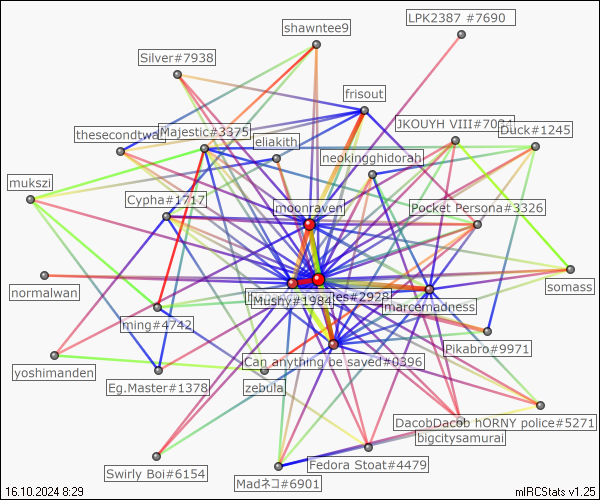 LPK2387 #7690
shawntee9
Silver#7938
frisout
JKOUYH VIII#7034
Duck#1245
thesecondtwa
Majestic#3375
eliakith
neokingghidorah
mukszi
Cypha#1717
moonraven
Pocket Persona#3326
normalwan
somass
Mushy#1984
es#2928
marcemadness
ming#4742
Pikabro#9971
Can anything be saved#0396
yoshimanden
Eg.Master#1378
zebula
DacobDacob hORNY police#5271
bigcitysamurai
Swirly Boi#6154
Fedora Stoat#4479
Madネコ#6901
16.10.2024 8:29
mIRCStats v1.25